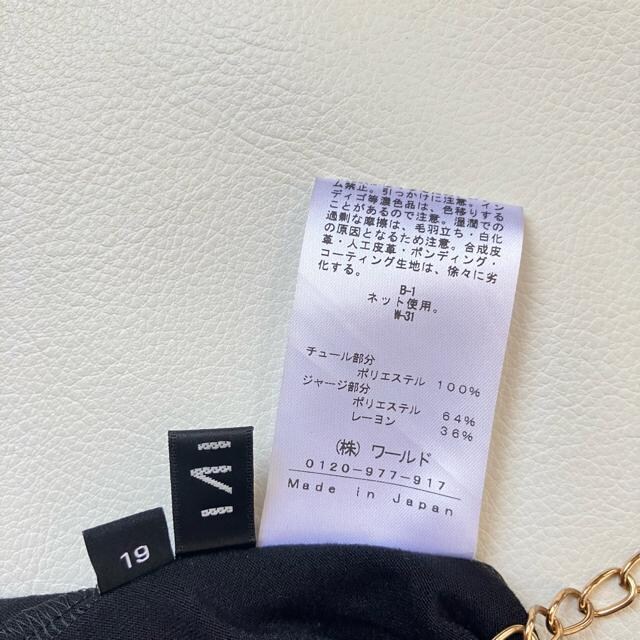 ム禁止。引っかけに注意。イン
ディゴ等濃色品は、色移りする
ことがあるので注意。湿潤での
過剰な摩擦は、毛羽立ち・白化
の原因となるため注意。合成皮
革・人工皮革・ボンディング・
コーティング生地は、徐々に劣
化する。
B-1
ネット使用。
W-31
チュール部分
ポリエステル 100%
ジャージ部分
ポリエステル 64%
レーヨン 36%
(株) ワールド
0120-977-917
Made in Japan
19